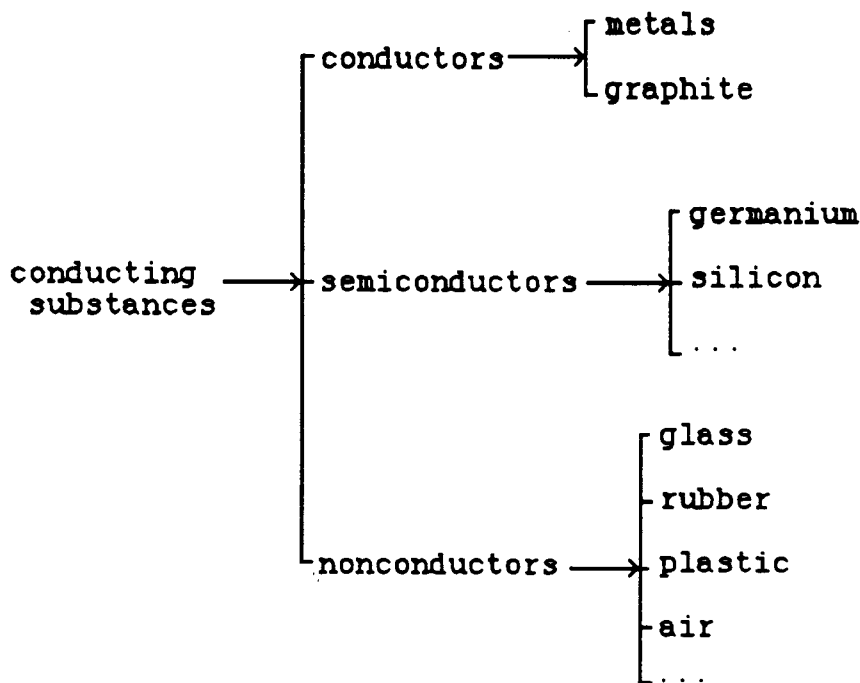 metals
conductors
graphite
germanium
conducting
substances
semiconductors
silicon
. . .
glass
rubber
nonconductors
plastic
air
. . .